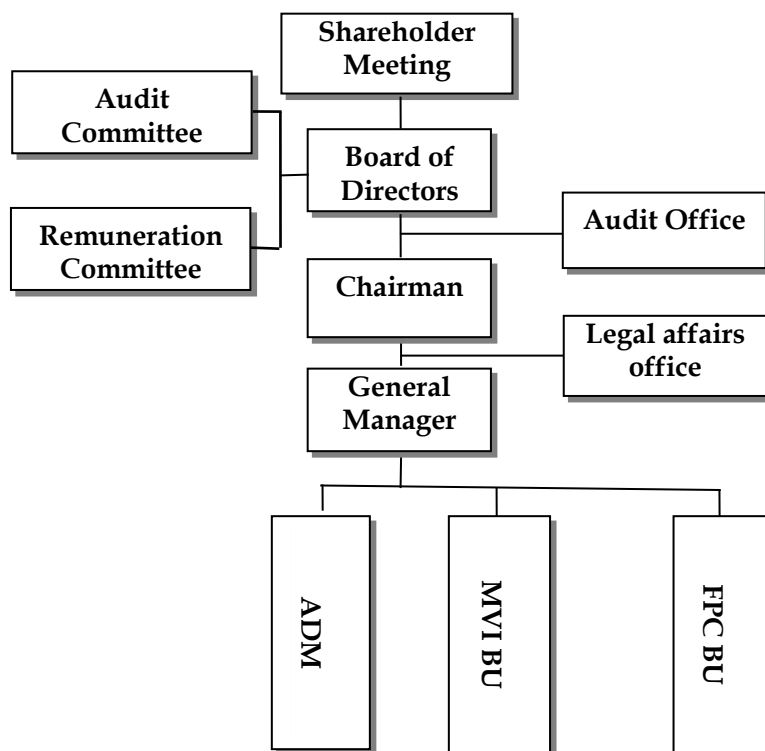 Shareholder
Meeting
Audit
Committee
Board of
Directors
Remuneration
Committee
Audit Office
Chairman
Legal affairs
office
General
Manager
ADM
MVI BU
FPC BU